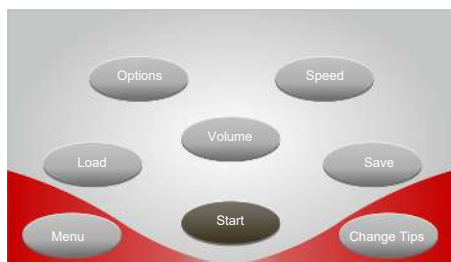 Options
Speed
Volume
Load
Save
Start
Menu
Change Tips